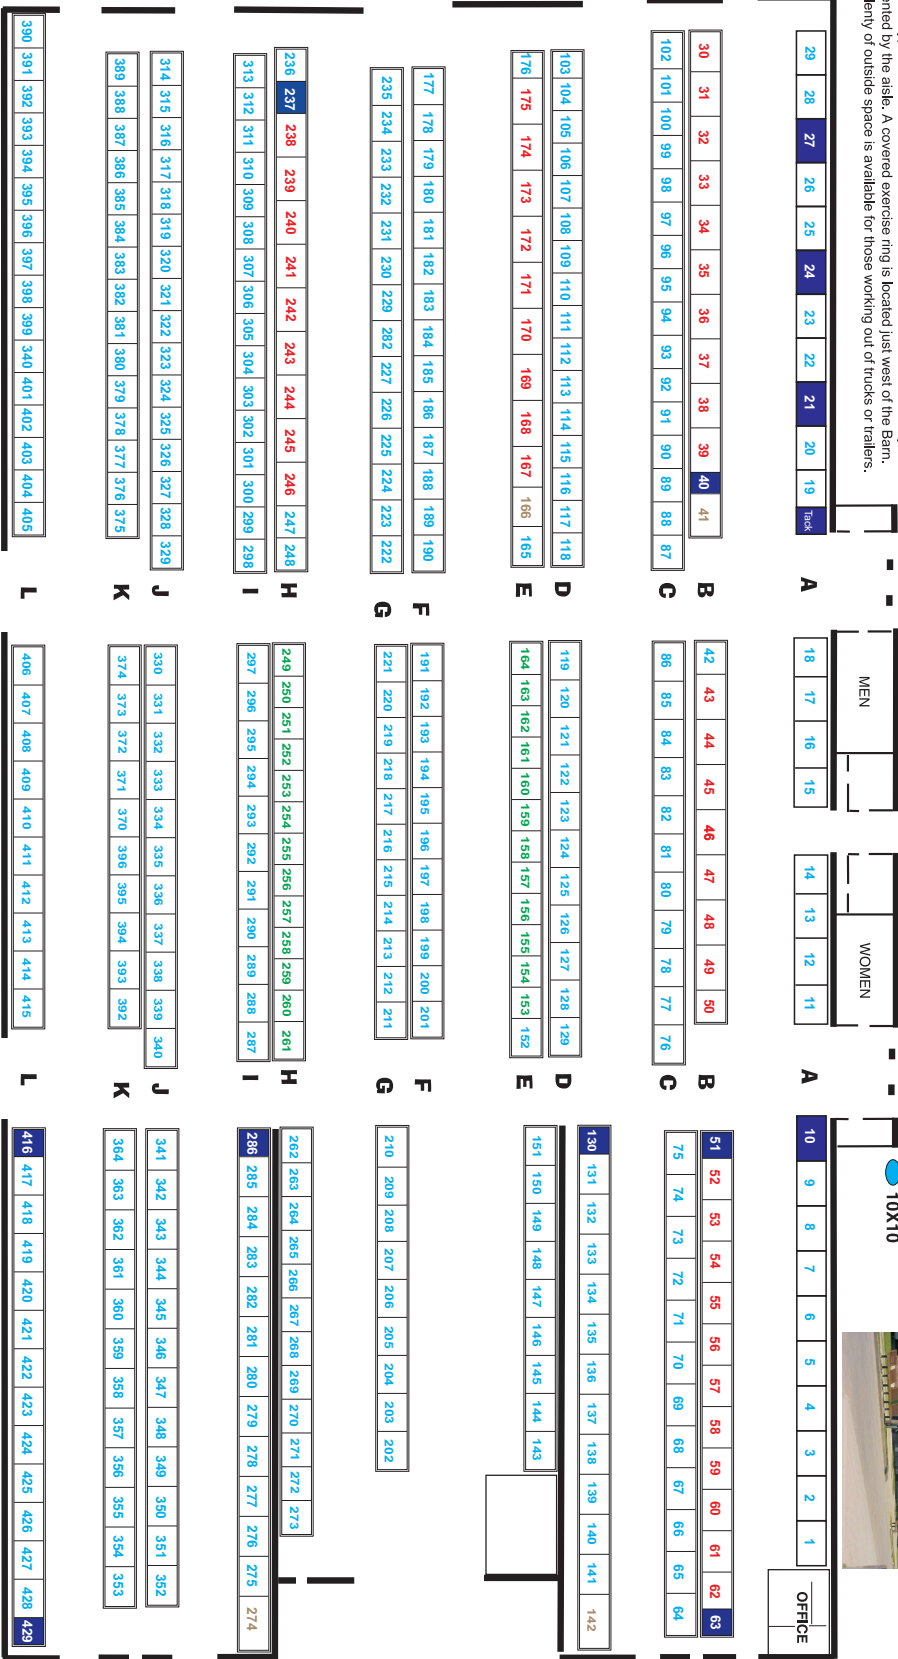 ented by the aisle. A covered exercise ring is located just west of the Barn.
lenty of outside space is available for those working out of trucks or trailers.
10X10
MEN WOMEN
29 28 27 26 25 24 23 22 21 20 19 Tack A 18 17 16 15 14 13 12 11 A 10 9 8 7 6 5 4 3 2 1 OFFICE
30 31 32 33 34 35 36 37 38 39 40 41 B 42 43 44 45 46 47 48 49 50 B 51 52 53 54 55 56 57 58 59 60 61 62 63
102 101 100 99 98 97 96 95 94 93 92 91 90 89 88 87 C 86 85 84 83 82 81 80 79 78 77 76 C 75 74 73 72 71 70 69 68 67 66 65 64
103 104 105 106 107 108 109 110 111 112 113 114 115 116 117 118 D 119 120 121 122 123 124 125 126 127 128 129 D 130 131 132 133 134 135 136 137 138 139 140 141 142
176 175 174 173 172 171 170 169 168 167 166 165 E 164 163 162 161 160 159 158 157 156 155 154 153 152 E 151 150 149 148 147 146 145 144 143
177 178 179 180 181 182 183 184 185 186 187 188 189 190 F 191 192 193 194 195 196 197 198 199 200 201 F
235 234 233 232 231 230 229 282 227 226 225 224 223 222 G 221 220 219 218 217 216 215 214 213 212 211 G 210 209 208 207 206 205 204 203 202
236 237 238 239 240 241 242 243 244 245 246 247 248 H 249 250 251 252 253 254 255 256 257 258 259 260 261 H 262 263 264 265 266 267 268 269 270 271 272 273
313 312 311 310 309 308 307 306 305 304 303 302 301 300 299 298 I 297 296 295 294 293 292 291 290 289 288 287 I 286 285 284 283 282 281 280 279 278 277 276 275 274
314 315 316 317 318 319 320 321 322 323 324 325 326 327 328 329 J 330 331 332 333 334 335 336 337 338 339 340 J 341 342 343 344 345 346 347 348 349 350 351 352
389 388 387 386 385 384 383 382 381 380 379 378 377 376 375 K 374 373 372 371 370 396 395 394 393 392 K 364 363 362 361 360 359 358 357 356 355 354 353
390 391 392 393 394 395 396 397 398 399 340 401 402 403 404 405 L 406 407 408 409 410 411 412 413 414 415 L 416 417 418 419 420 421 422 423 424 425 426 427 428 429